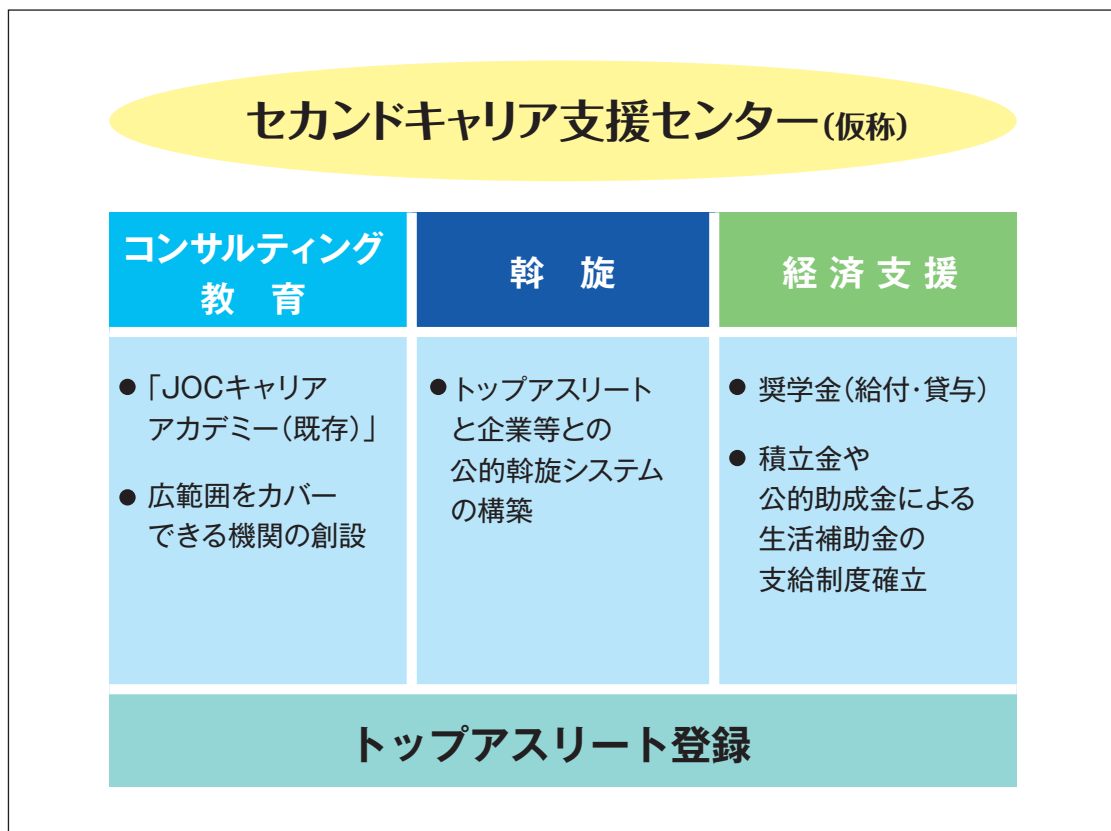 セカンドキャリア支援センター(仮称)
コンサルティング
教 育
● 「JOCキャリア
アカデミー(既存)」
● 広範囲をカバー
できる機関の創設
斡 旋
● トップアスリート
と企業等との
公的斡旋システム
の構築
経 済 支 援
● 奨学金(給付・貸与)
● 積立金や
公的助成金による
生活補助金の
支給制度確立
トップアスリート登録